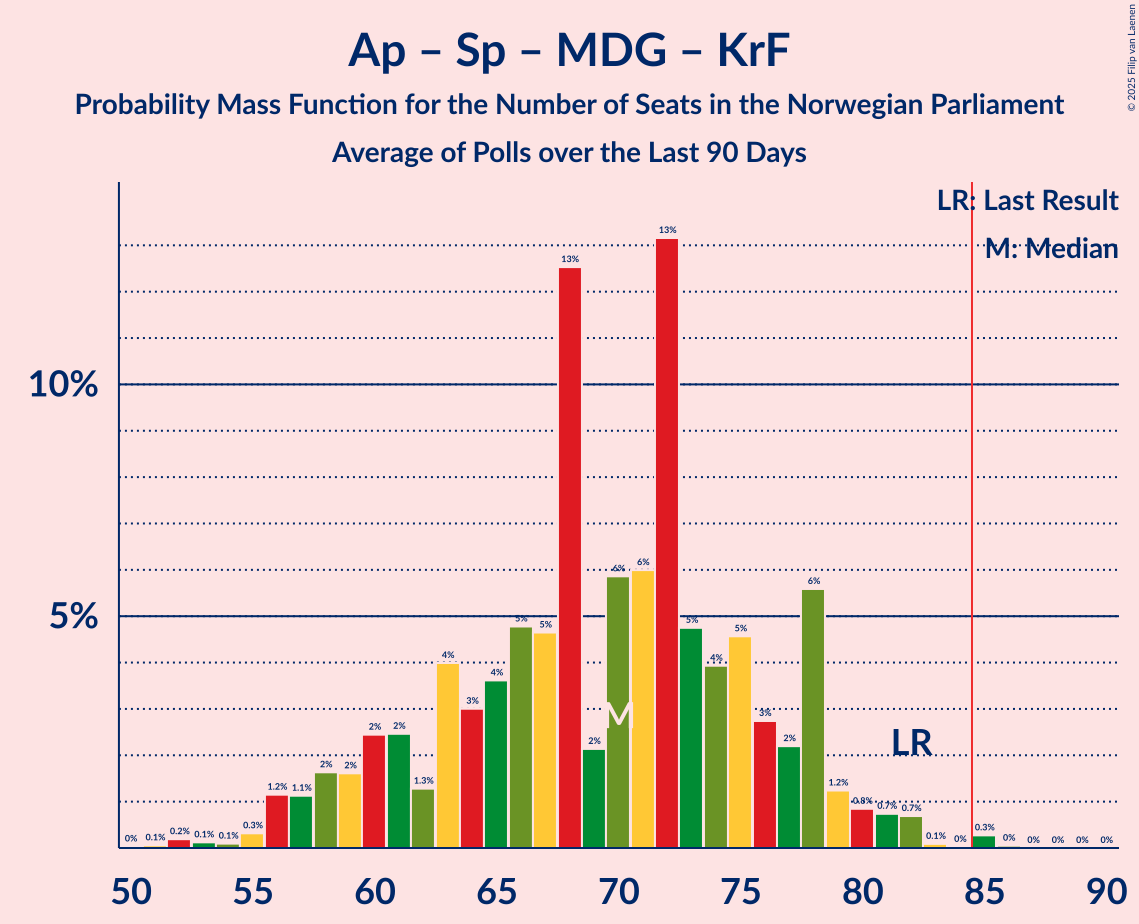 © 2025 Filip van Laenen
Ap – Sp – MDG – KrF
Probability Mass Function for the Number of Seats in the Norwegian Parliament
Average of Polls over the Last 90 Days
LR: Last Result
M: Median
10%
5%
0% 0.1% 0.2% 0.1% 0.1% 0.3% 1.2% 1.1% 2% 2% 2% 2% 1.3% 4% 3% 4% 5% 5% 13% 2% 6% 6% 13% 5% 4% 5% 3% 2% 6% 1.2% 0.8% 0.7% 0.7% 0.1% 0% 0.3% 0% 0% 0% 0% 0%
M
LR
50 55 60 65 70 75 80 85 90